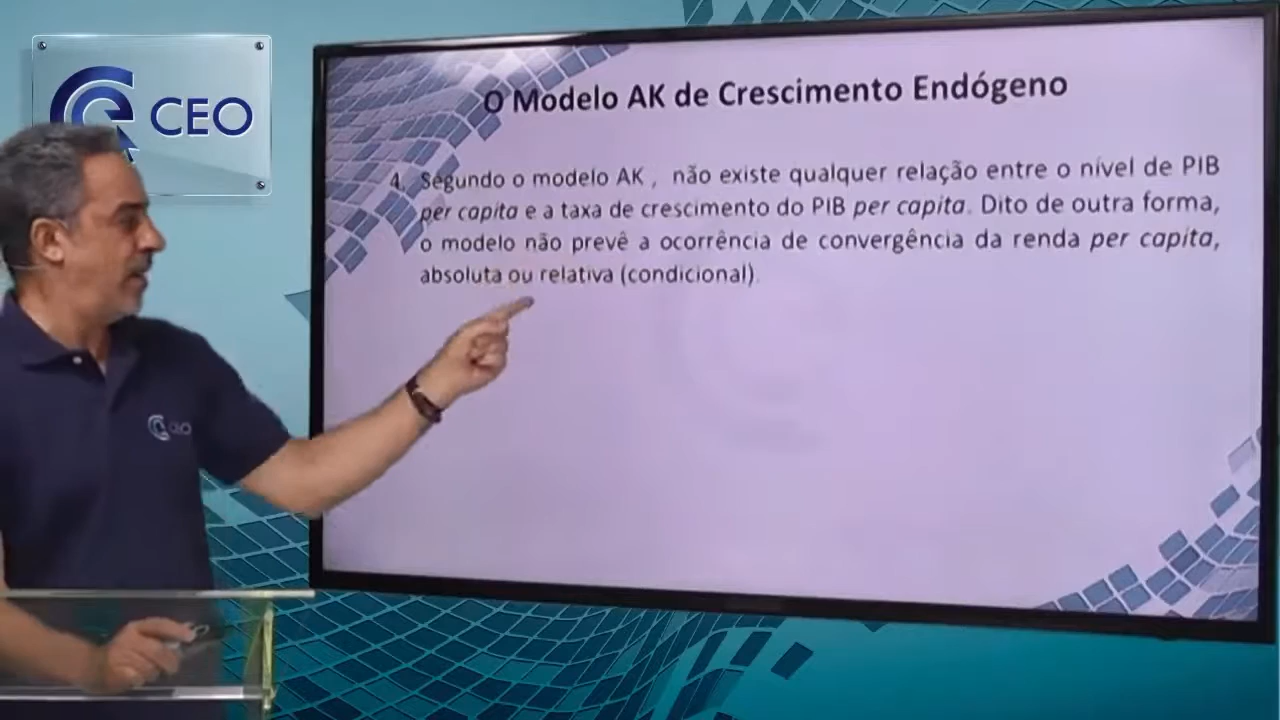 CEO
O Modelo AK de Crescimento Endógeno
4. Segundo o modelo AK , não existe qualquer relação entre o nível de PIB
per capita e a taxa de crescimento do PIB per capita. Dito de outra forma,
o modelo não prevê a ocorrência de convergência da renda per capita,
absoluta ou relativa (condicional).
CEO